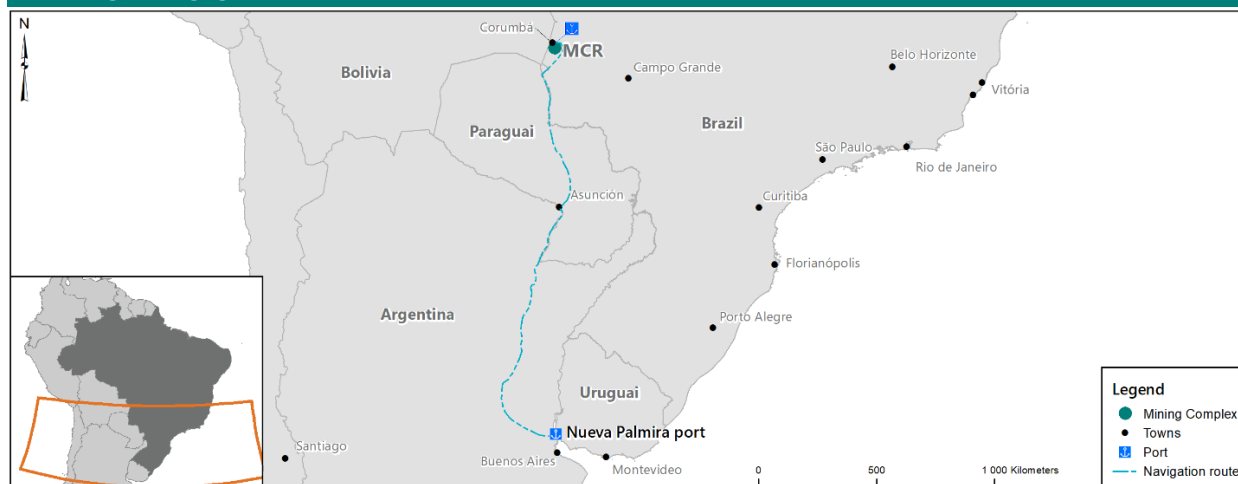 N
Corumbá
MCR
Bolivia
Campo Grande
Belo Horizonte
Vitória
Brazil
Paraguai
São Paulo
Rio de Janeiro
Asunción
Curitiba
Florianópolis
Argentina
Porto Alegre
Uruguai
Nueva Palmira port
Santiago
Buenos Aires
Montevideo
0 500 1 000 Kilometers
Legend
Mining Complex
Towns
Port
Navigation route